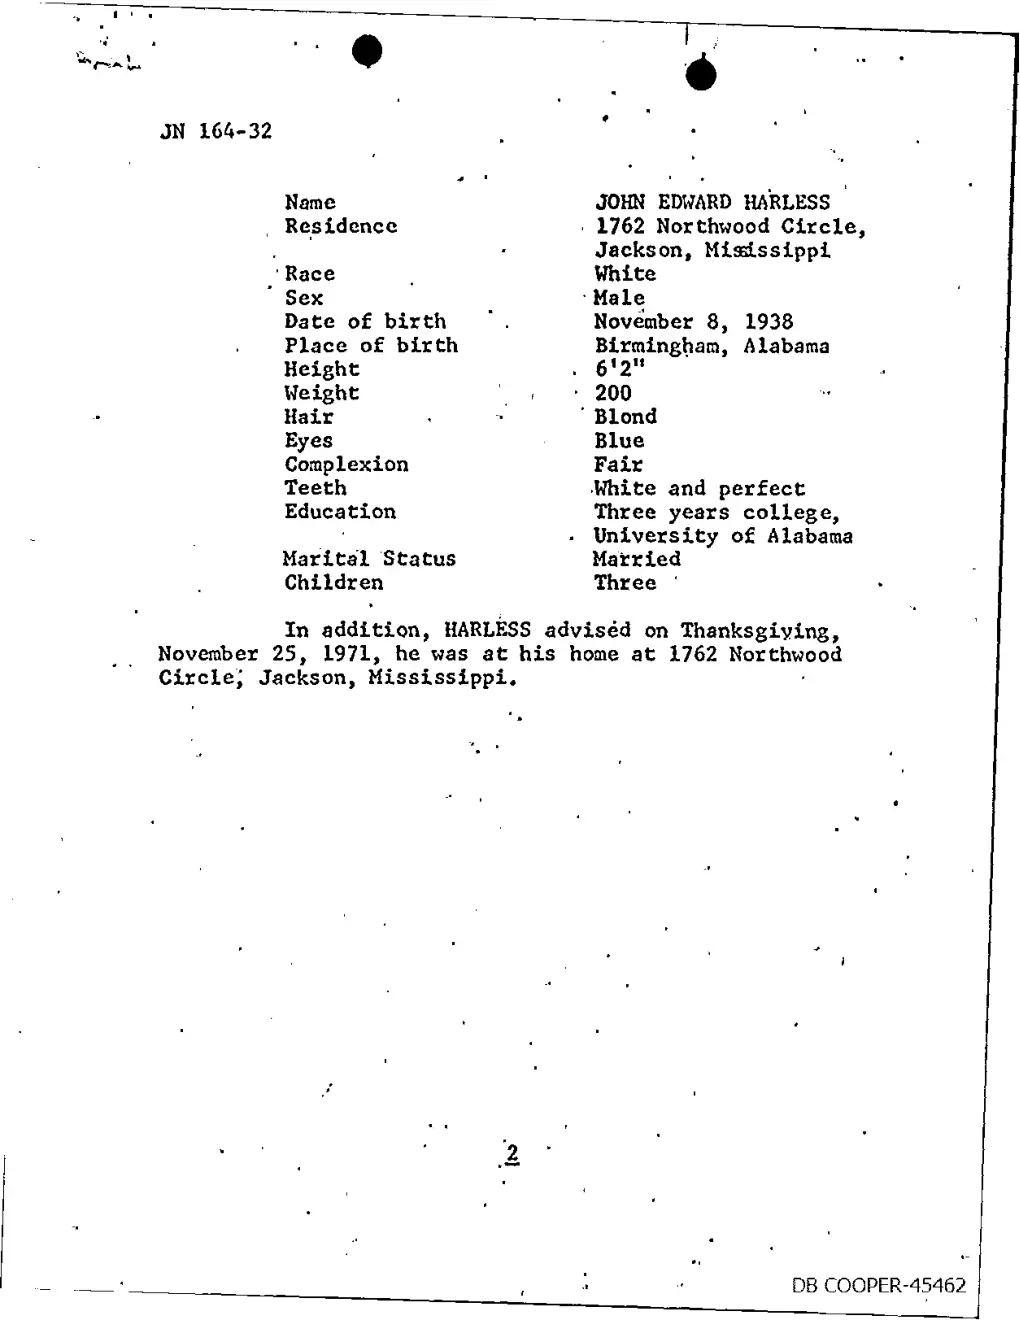 JN 164-32
Name JOHN EDWARD HARLESS
Residence 1762 Northwood Circle,
Jackson, Mississippi
Race White
Sex Male
Date of birth November 8, 1938
Place of birth Birmingham, Alabama
Height 6'2"
Weight 200
Hair Blond
Eyes Blue
Complexion Fair
Teeth White and perfect
Education Three years college,
University of Alabama
Marital Status Married
Children Three
In addition, HARLESS advised on Thanksgiving,
November 25, 1971, he was at his home at 1762 Northwood
Circle, Jackson, Mississippi.
2
DB COOPER-45462